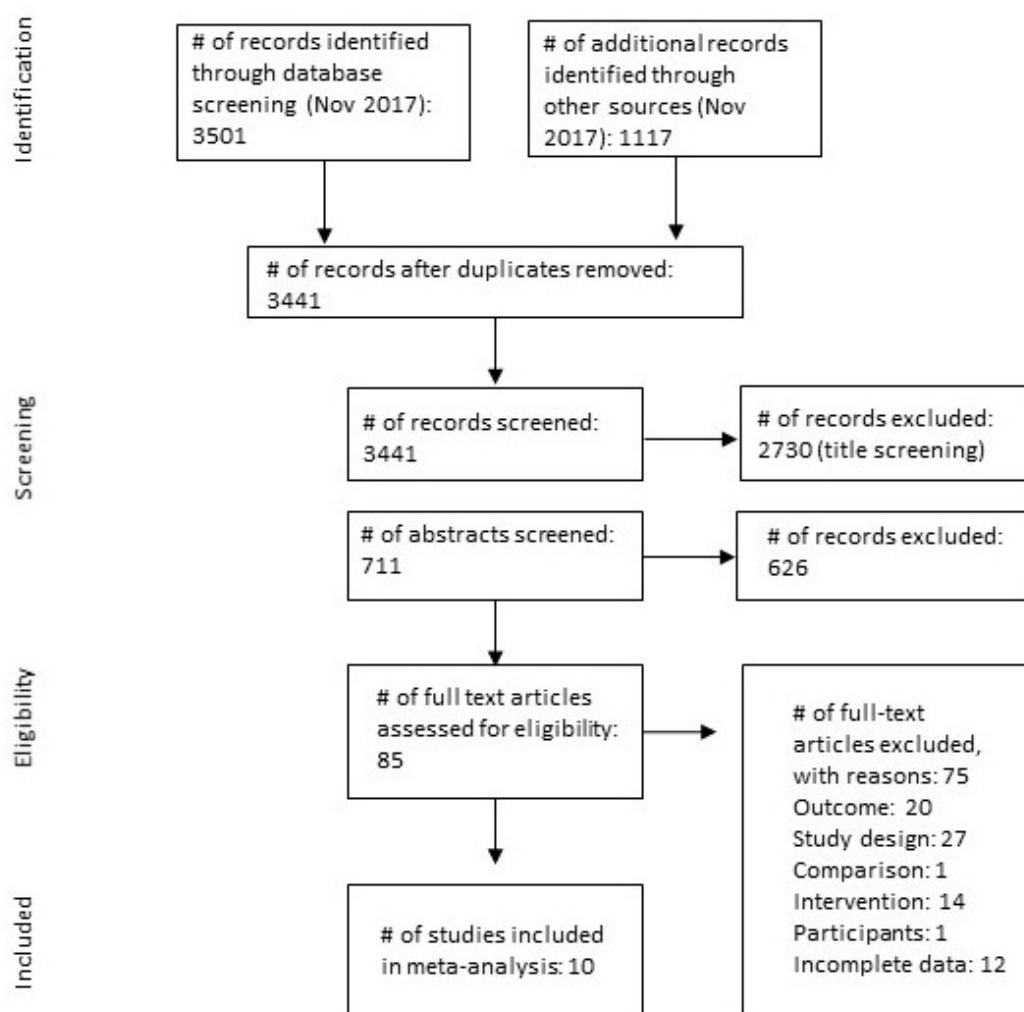 Identification
# of records identified
through database
screening (Nov 2017):
3501
# of additional records
identified through
other sources (Nov
2017): 1117
# of records after duplicates removed:
3441
Screening
# of records screened:
3441
# of records excluded:
2730 (title screening)
# of abstracts screened:
711
# of records excluded:
626
Eligibility
# of full text articles
assessed for eligibility:
85
# of full-text
articles excluded,
with reasons: 75
Outcome: 20
Study design: 27
Comparison: 1
Intervention: 14
Participants: 1
Incomplete data: 12
Included
# of studies included
in meta-analysis: 10